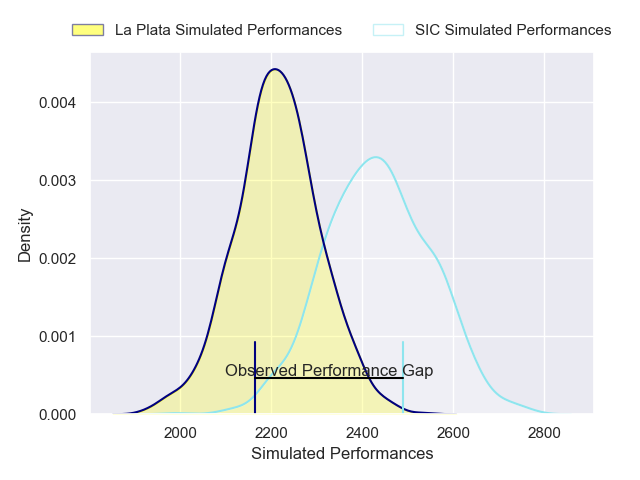 La Plata Simulated Performances SIC Simulated Performances
0.004
0.003
0.002
0.001
0.000
Density
Observed Performance Gap
2000 2200 2400 2600 2800
Simulated Performances